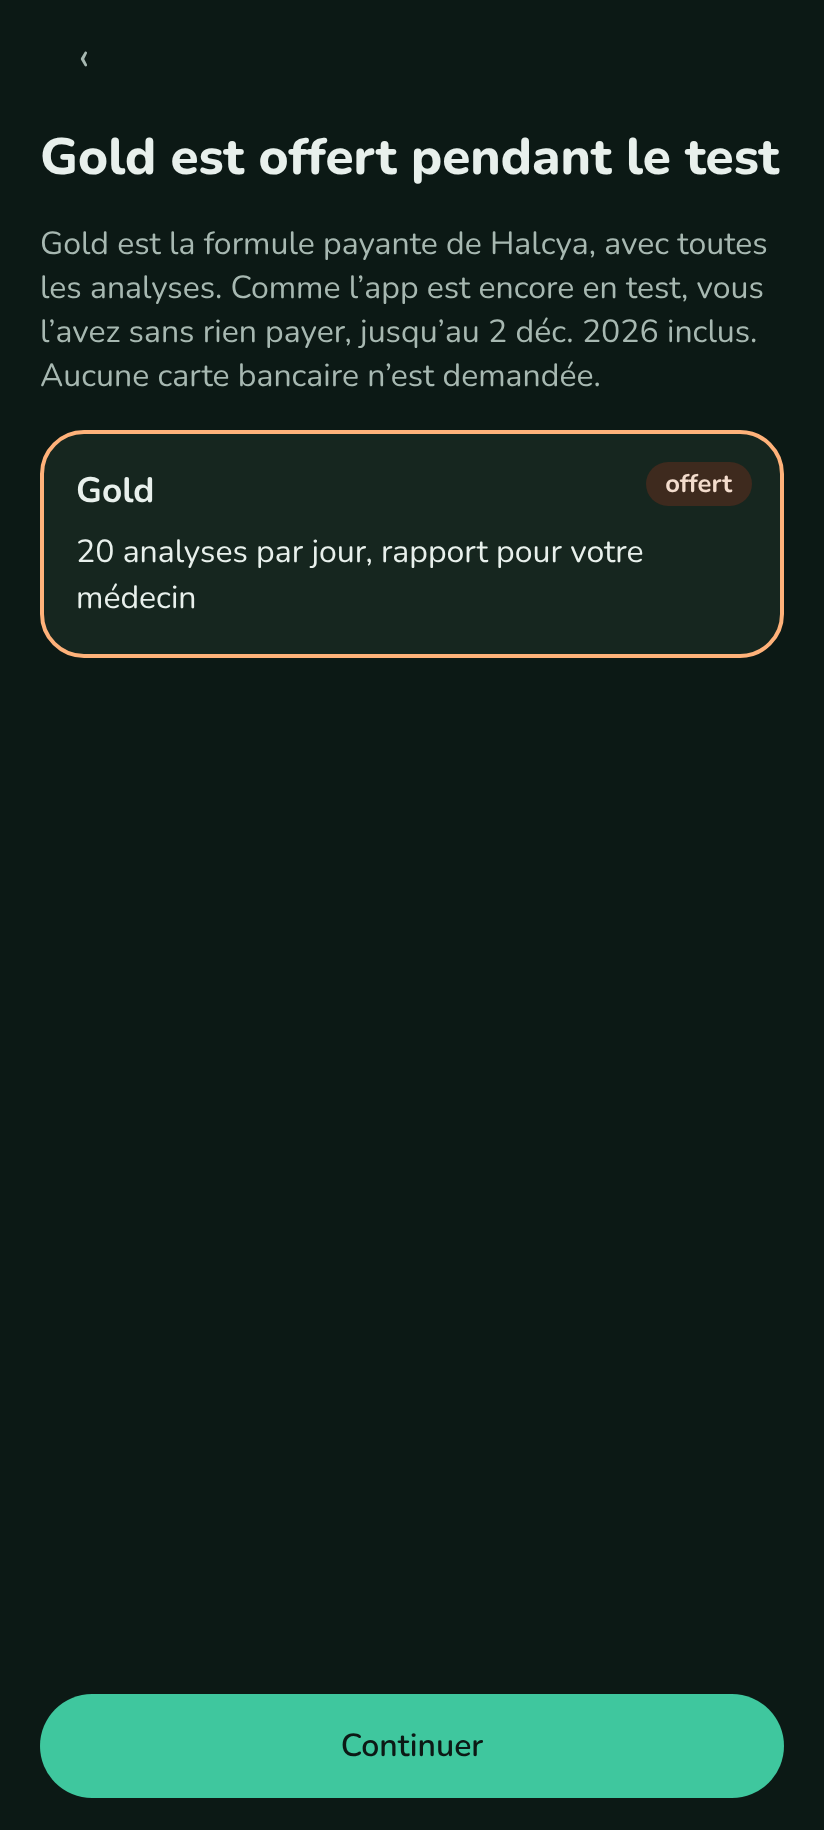 Gold est offert pendant le test
Gold est la formule payante de Halcya, avec toutes
les analyses. Comme l’app est encore en test, vous
l’avez sans rien payer, jusqu’au 2 déc. 2026 inclus.
Aucune carte bancaire n’est demandée.
Gold
offert
20 analyses par jour, rapport pour votre
médecin
Continuer